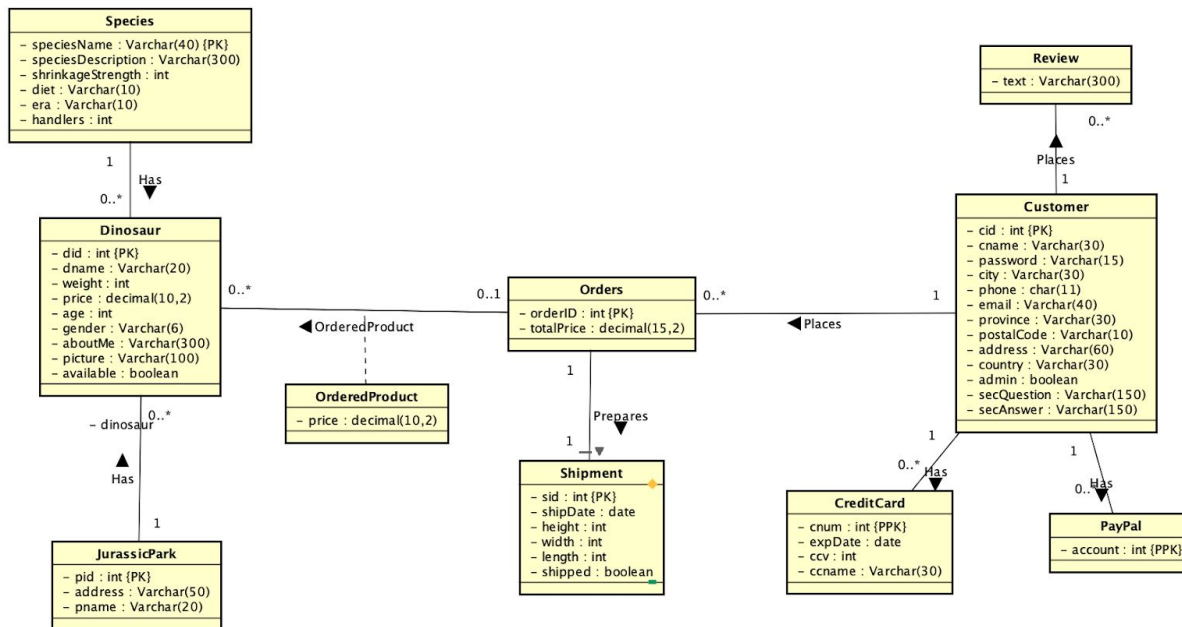 Species
- speciesName : Varchar(40) {PK}
- speciesDescription : Varchar(300)
- shrinkageStrength : int
- diet : Varchar(10)
- era : Varchar(10)
- handlers : int
1
Has
0..*
Dinosaur
- did : int {PK}
- dname : Varchar(20)
- weight : int
- price : decimal(10,2)
- age : int
- gender : Varchar(6)
- aboutMe : Varchar(300)
- picture : Varchar(100)
- available : boolean
0..*
- dinosaur
Has
1
JurassicPark
- pid : int {PK}
- address : Varchar(50)
- pname : Varchar(20)
0..*
0..1
OrderedProduct
OrderedProduct
- price : decimal(10,2)
Orders
- orderID : int {PK}
- totalPrice : decimal(15,2)
1
Prepares
1
Shipment
- sid : int {PK}
- shipDate : date
- height : int
- width : int
- length : int
- shipped : boolean
0..*
1
Places
Review
- text : Varchar(300)
0..*
Places
1
Customer
- cid : int {PK}
- cname : Varchar(30)
- password : Varchar(15)
- city : Varchar(30)
- phone : char(11)
- email : Varchar(40)
- province : Varchar(30)
- postalCode : Varchar(10)
- address : Varchar(60)
- country : Varchar(30)
- admin : boolean
- secQuestion : Varchar(150)
- secAnswer : Varchar(150)
1
0..*
Has
CreditCard
- cnum : int {PPK}
- expDate : date
- ccv : int
- ccname : Varchar(30)
1
Has
PayPal
- account : int {PPK}